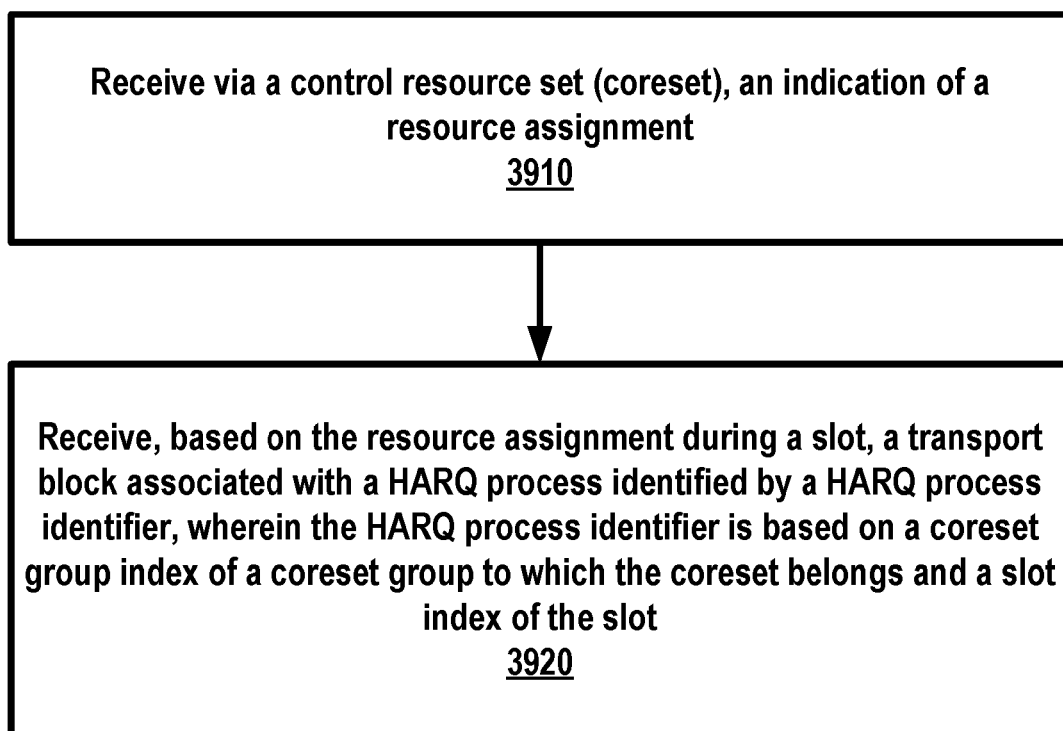 Receive via a control resource set (coreset), an indication of a
resource assignment
3910
Receive, based on the resource assignment during a slot, a transport
block associated with a HARQ process identified by a HARQ process
identifier, wherein the HARQ process identifier is based on a coreset
group index of a coreset group to which the coreset belongs and a slot
index of the slot
3920